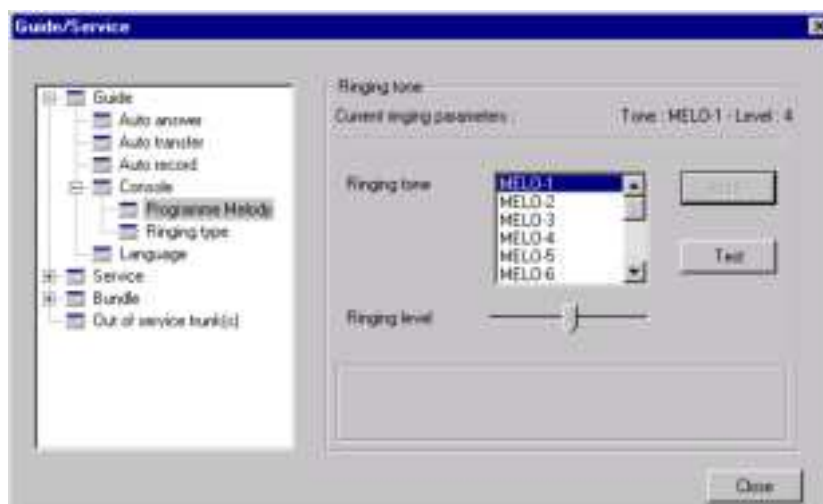 Guide/Service
Guide
Auto answer
Auto transfer
Auto record
Console
Programme Melody
Ringing type
Language
Service
Bundle
Out of service trunk(s)
Ringing tone
Current ringing parameters : Tone : MELO-1 - Level : 4
Ringing tone
MELO-1
MELO-2
MELO-3
MELO-4
MELO-5
MELO-6
Test
Ringing level
Close